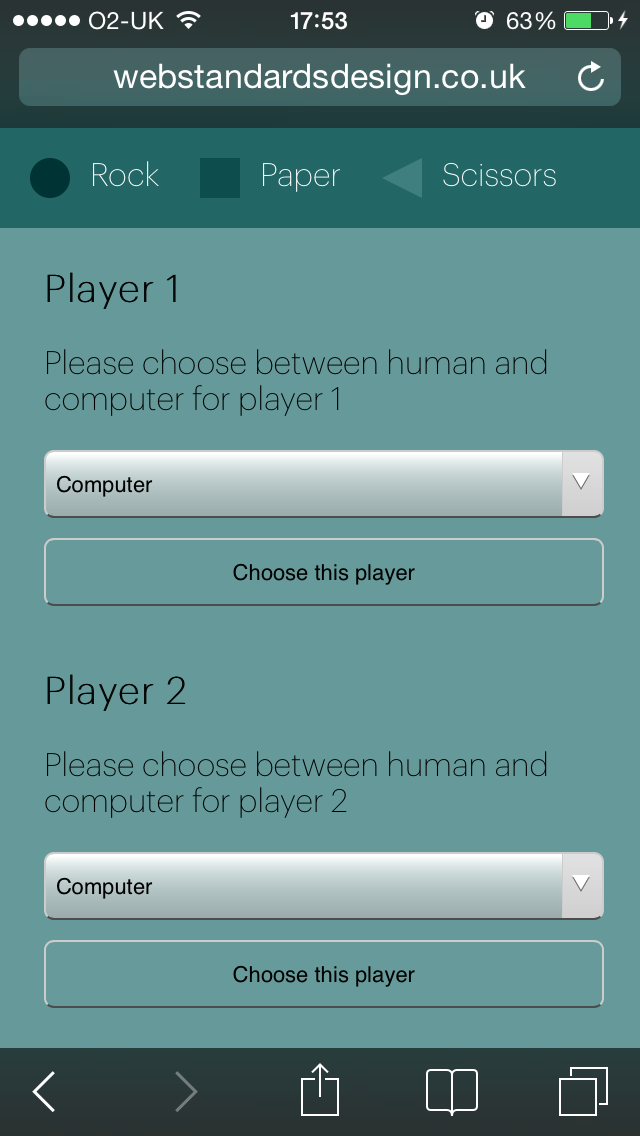 O2-UK 17:53 63%
webstandardsdesign.co.uk
Rock Paper Scissors
Player 1
Please choose between human and
computer for player 1
Computer
Choose this player
Player 2
Please choose between human and
computer for player 2
Computer
Choose this player